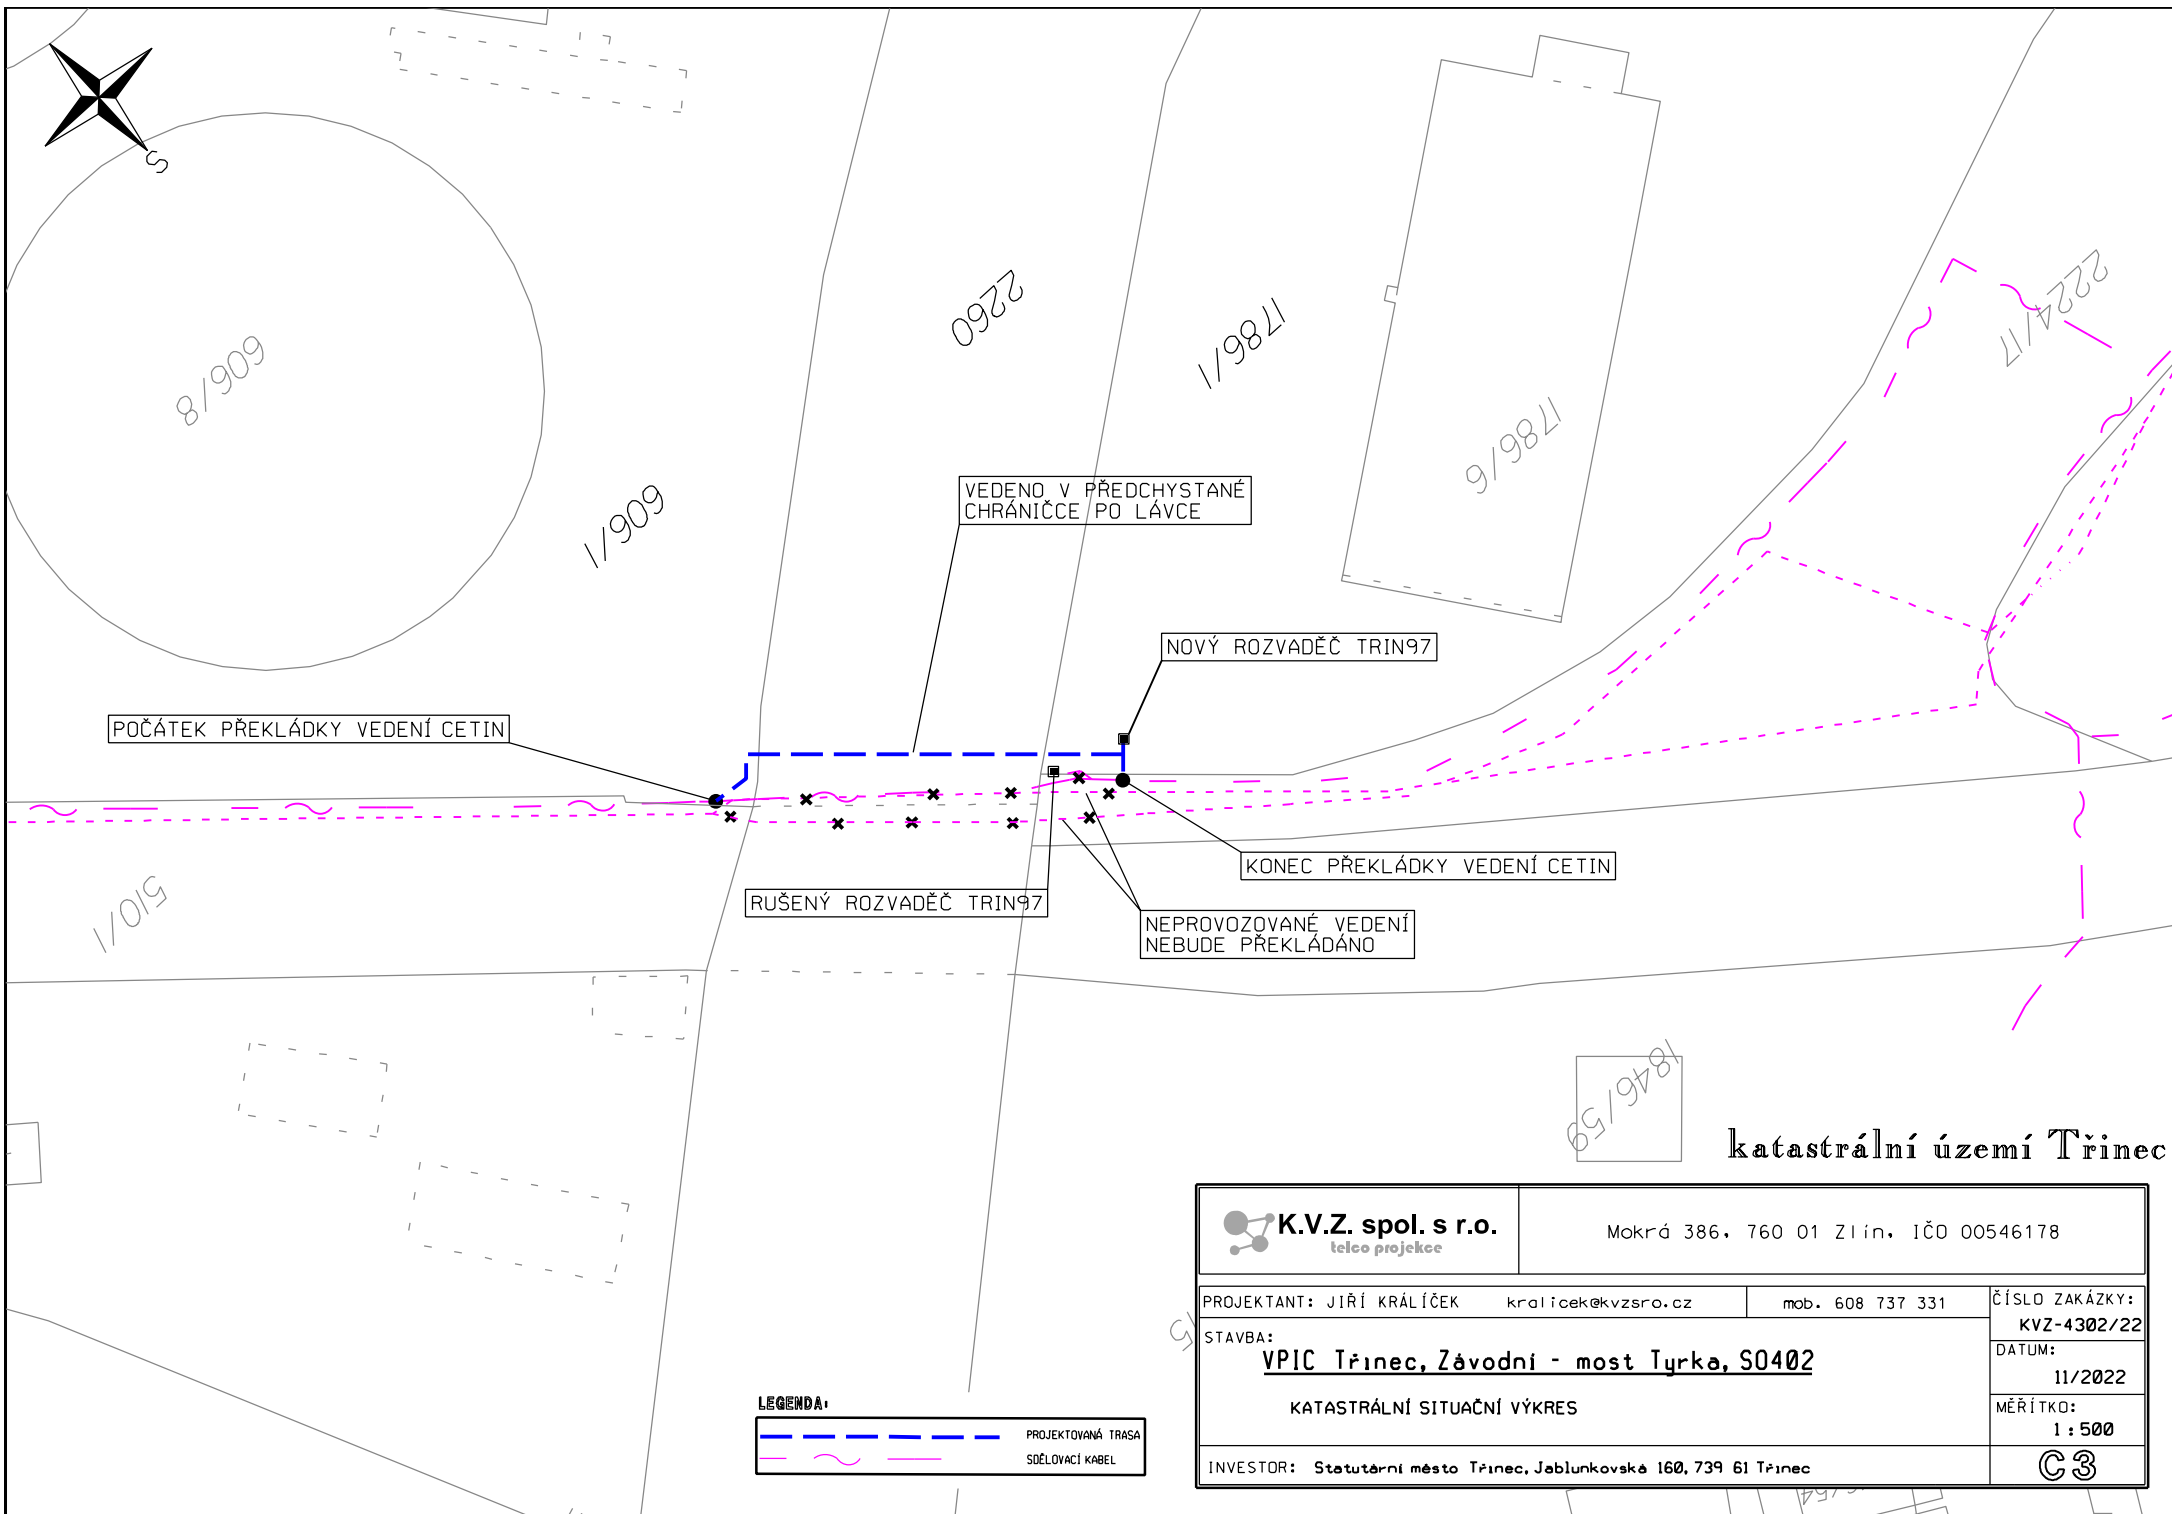 S
606/8
606/1
2260
1786/1
1786/6
2224/17
VEDENO V PŘEDCHYSTANÉ
CHRÁNIČCE PO LÁVCE
NOVÝ ROZVADĚČ TRIN97
POČÁTEK PŘEKLÁDKY VEDENÍ CETIN
KONEC PŘEKLÁDKY VEDENÍ CETIN
RUŠENÝ ROZVADĚČ TRIN97
NEPROVOZOVANÉ VEDENÍ
NEBUDE PŘEKLÁDÁNO
510/1
1846/59
katastrální území Třinec
K.V.Z. spol. s r.o.
telco projekce
Mokrá 386, 760 01 Zlín, IČO 00546178
PROJEKTANT: JIŘÍ KRÁLÍČEK kralicek@kvzsro.cz mob. 608 737 331
ČÍSLO ZAKÁZKY:
KVZ-4302/22
STAVBA:
VPIC Třinec, Závodní - most Tyrka, SO402
DATUM:
11/2022
KATASTRÁLNÍ SITUAČNÍ VÝKRES
MĚŘÍTKO:
1 : 500
INVESTOR: Statutární město Třinec, Jablunkovská 160, 739 61 Třinec
C3
LEGENDA:
PROJEKTOVANÁ TRASA
SDĚLOVACÍ KABEL